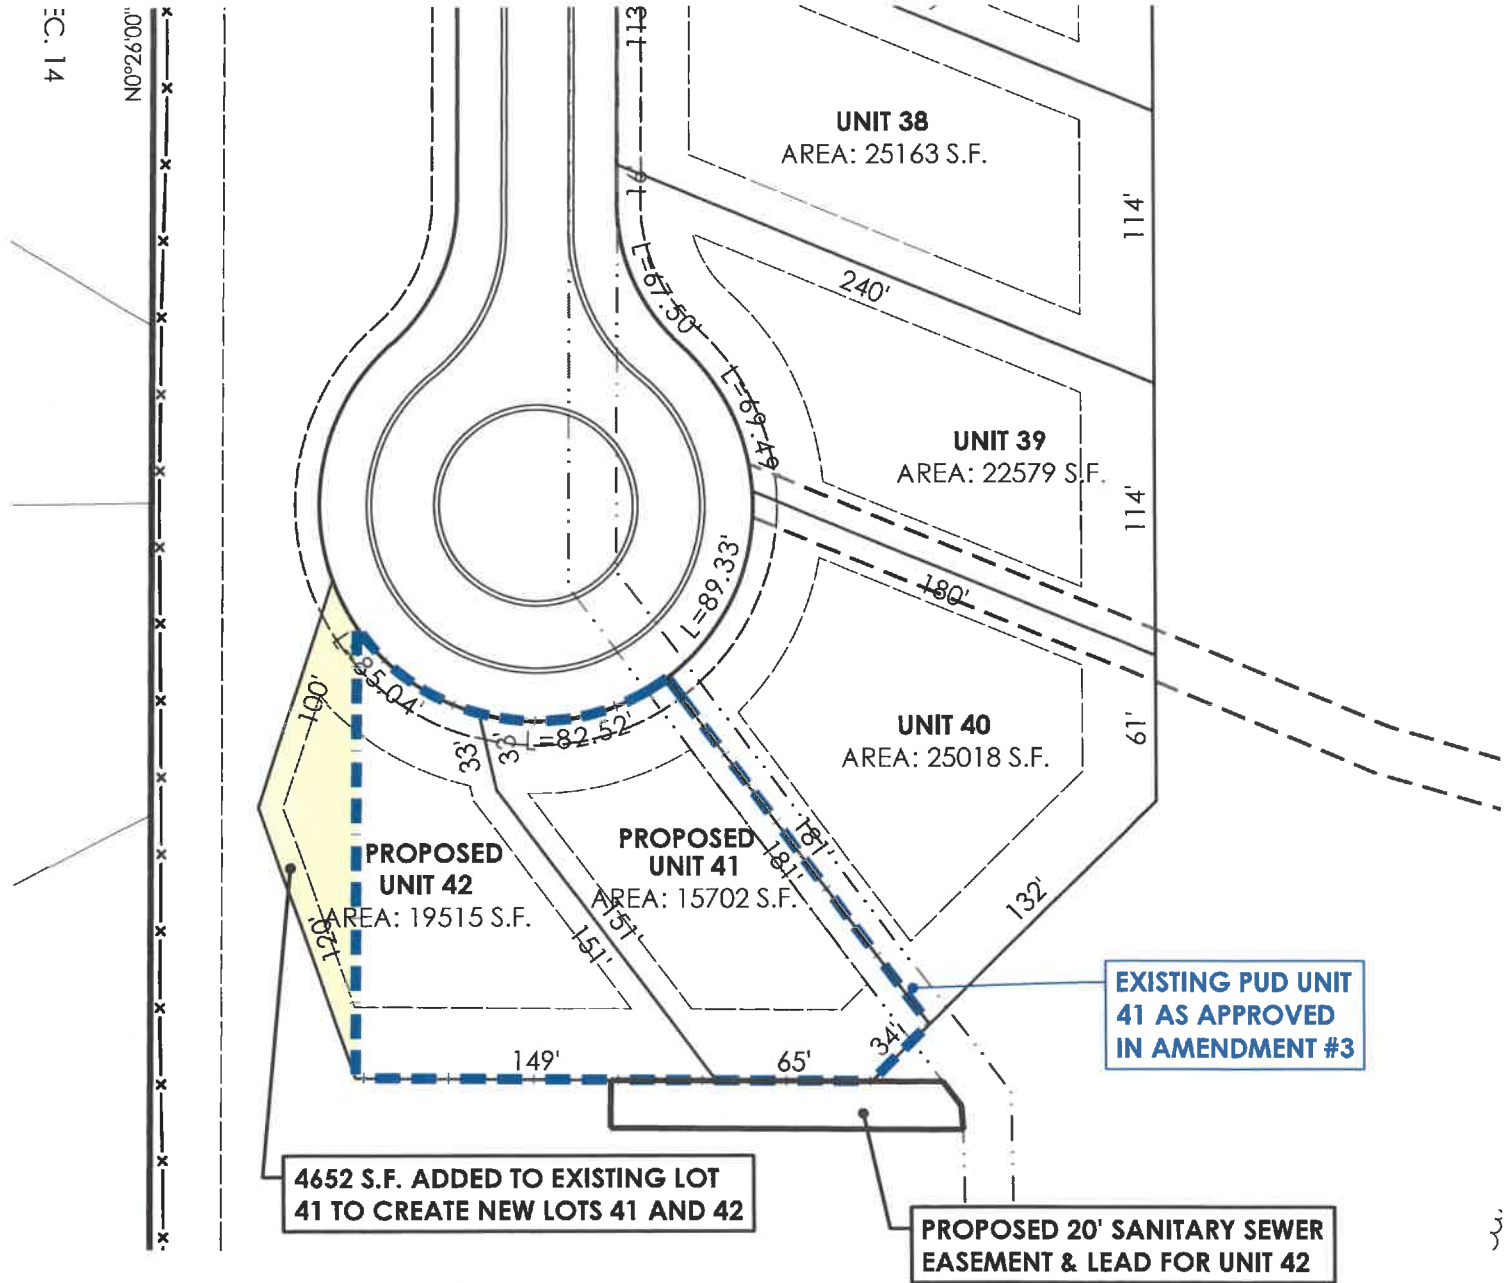 EC. 14
N0°26'00"
113
UNIT 38
AREA: 25163 S.F.
114'
240'
L=67.50'
L=69.49
UNIT 39
AREA: 22579 S.F.
114'
180'
L=89.33'
UNIT 40
AREA: 25018 S.F.
61'
85.04'
L=82.52'
33'
33'
100'
120'
PROPOSED
UNIT 42
AREA: 19515 S.F.
PROPOSED
UNIT 41
AREA: 15702 S.F.
151'
151'
181'
181'
132'
34'
149'
65'
EXISTING PUD UNIT
41 AS APPROVED
IN AMENDMENT #3
4652 S.F. ADDED TO EXISTING LOT
41 TO CREATE NEW LOTS 41 AND 42
PROPOSED 20' SANITARY SEWER
EASEMENT & LEAD FOR UNIT 42